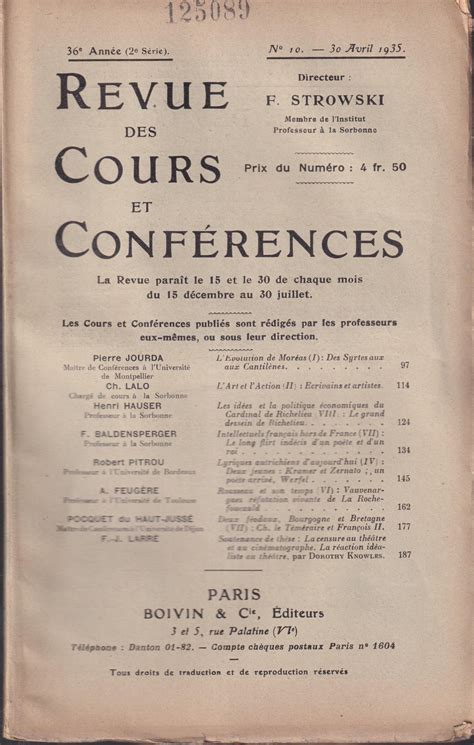 125089
36e Année (2e Série).
No 10. — 30 Avril 1935.
REVUE
DES
COURS
ET
CONFÉRENCES
Directeur :
F. STROWSKI
Membre de l'Institut
Professeur à la Sorbonne
Prix du Numéro : 4 fr. 50
La Revue paraît le 15 et le 30 de chaque mois
du 15 décembre au 30 juillet.
Les Cours et Conférences publiés sont rédigés par les professeurs
eux-mêmes, ou sous leur direction.
Pierre JOURDA
Maître de Conférences à l'Université
de Montpellier
L'Évolution de Moréas (I) : Des Syrtes aux
aux Cantilènes. 97
Ch. LALO
Chargé de cours à la Sorbonne
L'Art et l'Action (II) : Écrivains et artistes. 114
Henri HAUSER
Professeur à la Sorbonne
Les idées et la politique économiques du
Cardinal de Richelieu (VIII) : Le grand
dessein de Richelieu. 124
F. BALDENSPERGER
Professeur à la Sorbonne
Intellectuels français hors de France (VII) :
Le long flirt indécis d'un poète et d'un
roi 134
Robert PITROU
Professeur à l'Université de Bordeaux
Lyriques autrichiens d'aujourd'hui (IV) :
Deux jeunes : Kramer et Zernato ; un
poète arrivé, Werfel 145
A. FEUGÈRE
Professeur à l'Université de Toulouse
Rousseau et son temps (VI) : Vauvenargues
réfutation vivante de La Rochefoucauld
162
POCQUET du HAUT-JUSSÉ
Maître de Conférences à l'Université de Dijon
Deux féodaux, Bourgogne et Bretagne
(VII) : Ch. le Téméraire et François II. 177
F.-J. LARRÉ
Soutenance de thèse : La censure au théâtre
et au cinématographe. La réaction idéaliste
au théâtre, par DOROTHY KNOWLES. 187
PARIS
BOIVIN & Cie, Éditeurs
3 et 5, rue Palatine (VIe)
Téléphone : Danton 01-82. — Compte chèques postaux Paris no 1604
Tous droits de traduction et de reproduction réservés